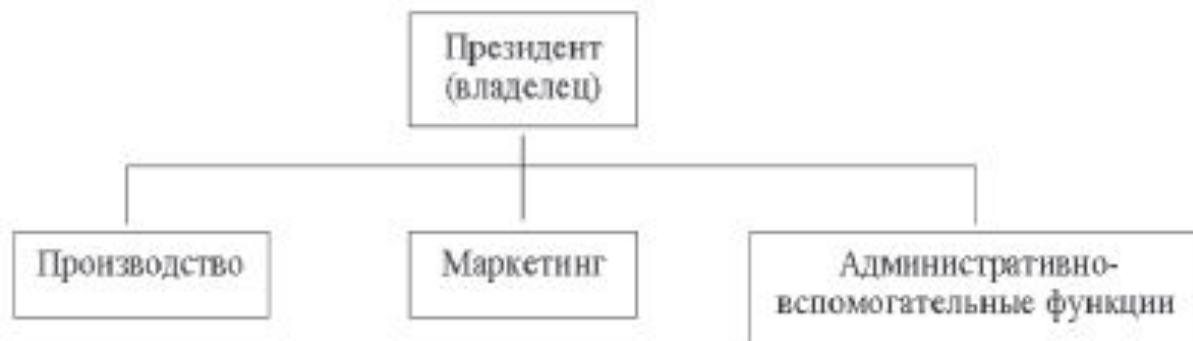 Президент
(владелец)
Производство
Маркетинг
Административно-
вспомогательные функции